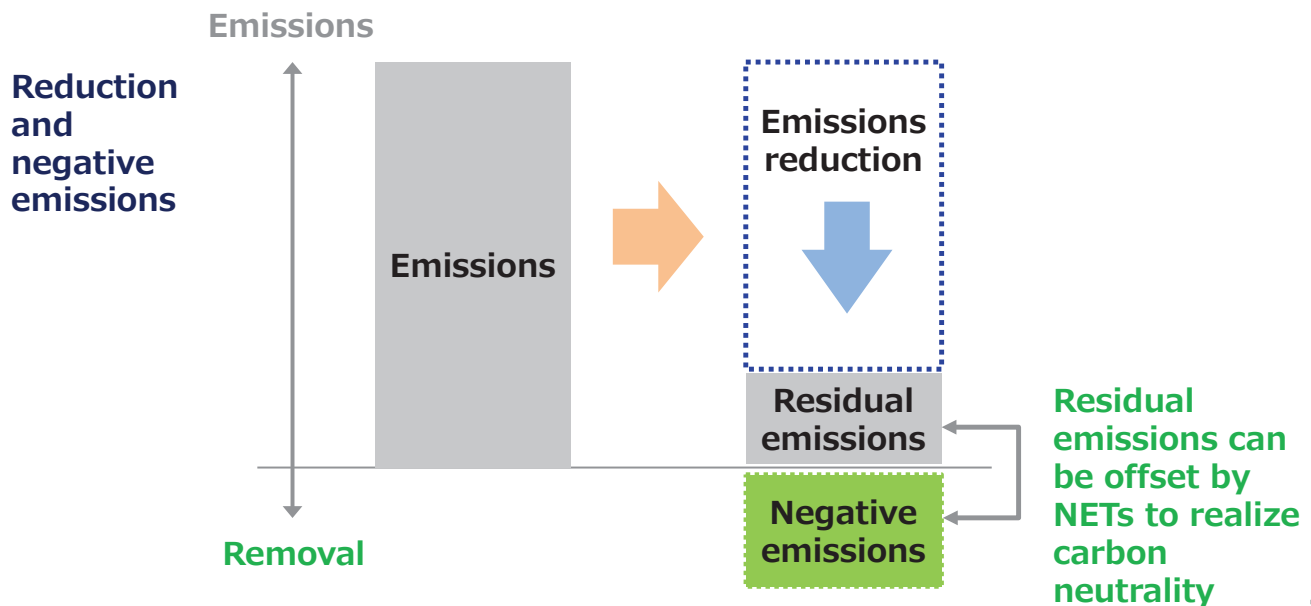 Emissions
Reduction
and
negative
emissions
Emissions
Emissions
reduction
Residual
emissions
Negative
emissions
Removal
Residual
emissions can
be offset by
NETs to realize
carbon
neutrality